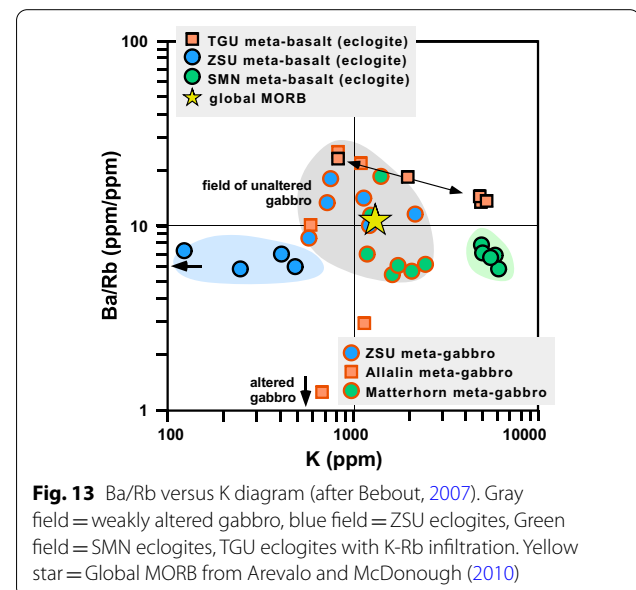 100
TGU meta-basalt (eclogite)
ZSU meta-basalt (eclogite)
SMN meta-basalt (eclogite)
global MORB
field of unaltered
gabbro
Ba/Rb (ppm/ppm)
10
ZSU meta-gabbro
Allalin meta-gabbro
Matterhorn meta-gabbro
altered
gabbro
1
100
1000
10000
K (ppm)
Fig. 13 Ba/Rb versus K diagram (after Bebout, 2007). Gray
field = weakly altered gabbro, blue field = ZSU eclogites, Green
field = SMN eclogites, TGU eclogites with K-Rb infiltration. Yellow
star = Global MORB from Arevalo and McDonough (2010)